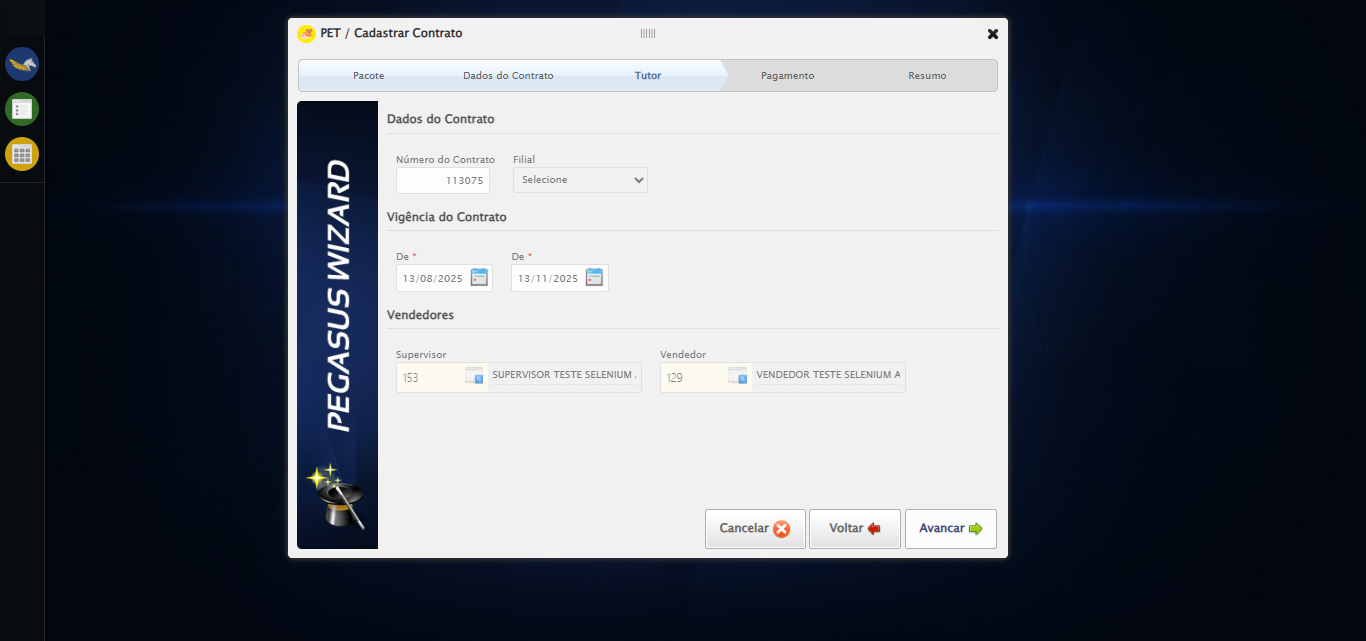 PET / Cadastrar Contrato
Pacote Dados do Contrato Tutor Pagamento Resumo
PEGASUS WIZARD
Dados do Contrato
Número do Contrato Filial
113075 Selecione
Vigência do Contrato
De * De *
13/08/2025 13/11/2025
Vendedores
Supervisor Vendedor
153 SUPERVISOR TESTE SELENIUM 129 VENDEDOR TESTE SELENIUM A
Cancelar Voltar Avancar